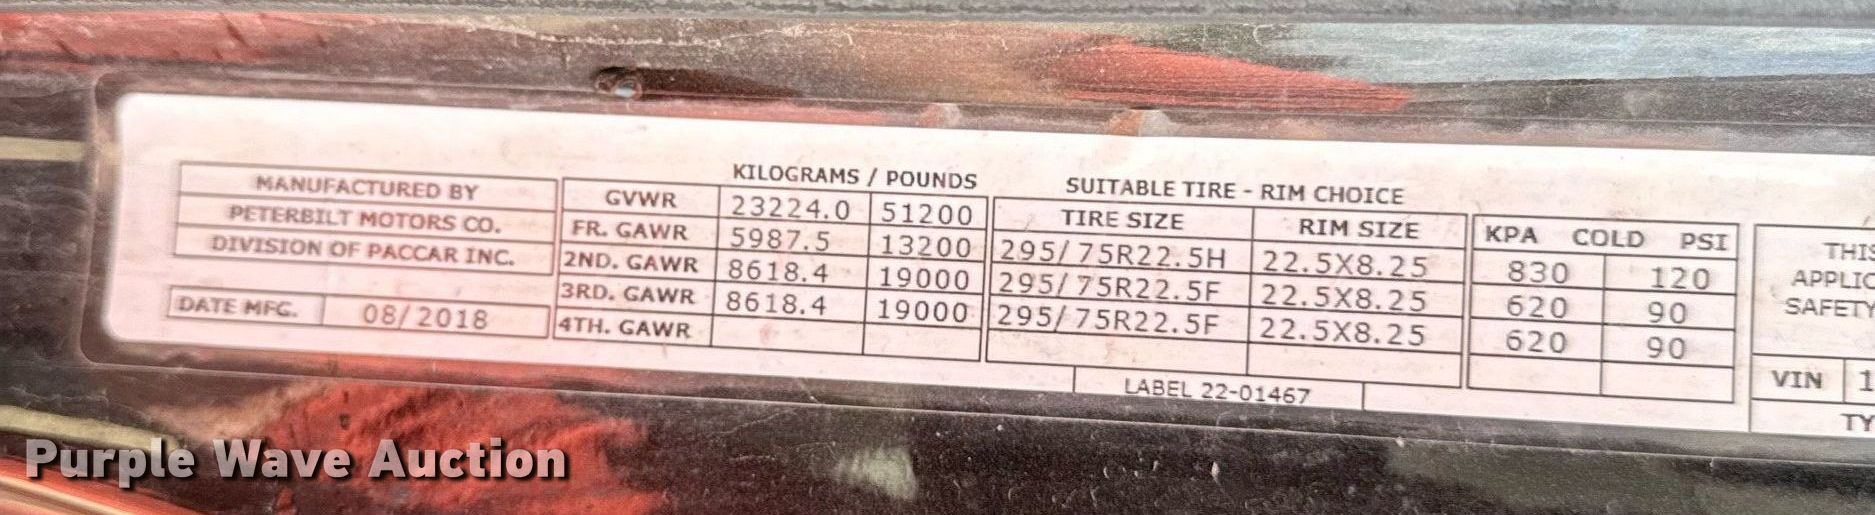 KILOGRAMS / POUNDS
SUITABLE TIRE - RIM CHOICE
MANUFACTURED BY
PETERBILT MOTORS CO.
DIVISION OF PACCAR INC.
DATE MFG. 08/2018
GVWR 23224.0 51200
FR. GAWR 5987.5 13200
2ND. GAWR 8618.4 19000
3RD. GAWR 8618.4 19000
4TH. GAWR
TIRE SIZE RIM SIZE
295/75R22.5H 22.5X8.25
295/75R22.5F 22.5X8.25
295/75R22.5F 22.5X8.25
KPA COLD PSI
830 120
620 90
620 90
LABEL 22-01467
THIS
APPLIC
SAFETY
VIN 1
TY
Purple Wave Auction